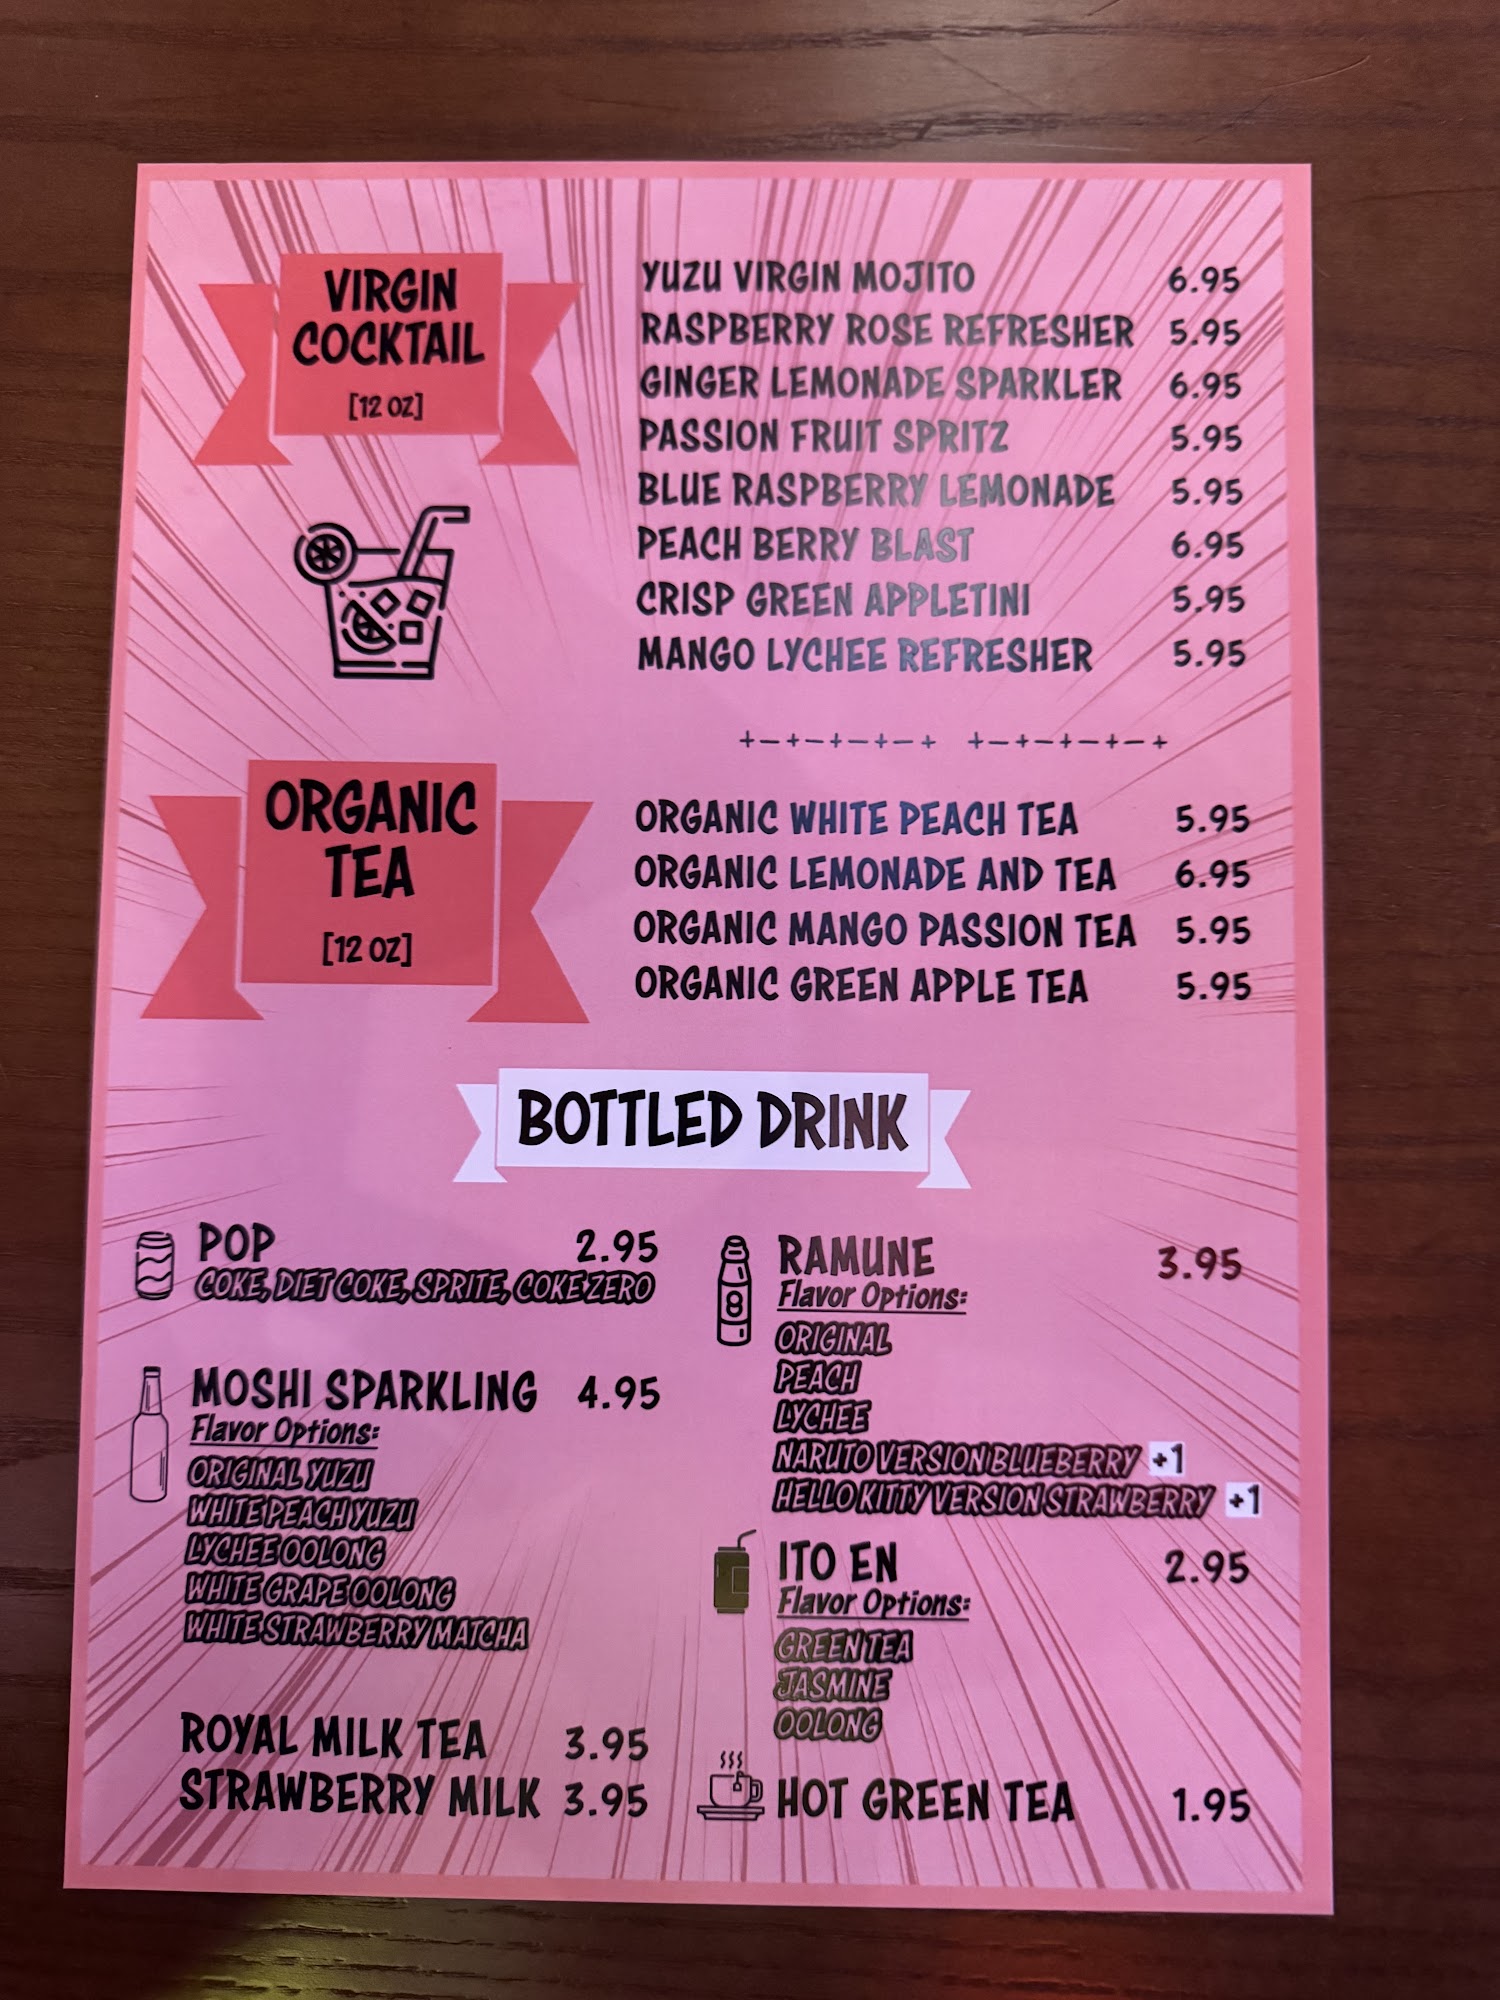 VIRGIN
COCKTAIL
[12 OZ]
YUZU VIRGIN MOJITO 6.95
RASPBERRY ROSE REFRESHER 5.95
GINGER LEMONADE SPARKLER 6.95
PASSION FRUIT SPRITZ 5.95
BLUE RASPBERRY LEMONADE 5.95
PEACH BERRY BLAST 6.95
CRISP GREEN APPLETINI 5.95
MANGO LYCHEE REFRESHER 5.95
+-+-+-+-+ +-+-+-+-+
ORGANIC
TEA
[12 OZ]
ORGANIC WHITE PEACH TEA 5.95
ORGANIC LEMONADE AND TEA 6.95
ORGANIC MANGO PASSION TEA 5.95
ORGANIC GREEN APPLE TEA 5.95
BOTTLED DRINK
POP 2.95
COKE, DIET COKE, SPRITE, COKE ZERO
MOSHI SPARKLING 4.95
Flavor Options:
ORIGINAL YUZU
WHITE PEACH YUZU
LYCHEE OOLONG
WHITE GRAPE OOLONG
WHITE STRAWBERRY MATCHA
ROYAL MILK TEA 3.95
STRAWBERRY MILK 3.95
RAMUNE 3.95
Flavor Options:
ORIGINAL
PEACH
LYCHEE
NARUTO VERSION BLUEBERRY +1
HELLO KITTY VERSION STRAWBERRY +1
8
ITO EN 2.95
Flavor Options:
GREEN TEA
JASMINE
OOLONG
HOT GREEN TEA 1.95